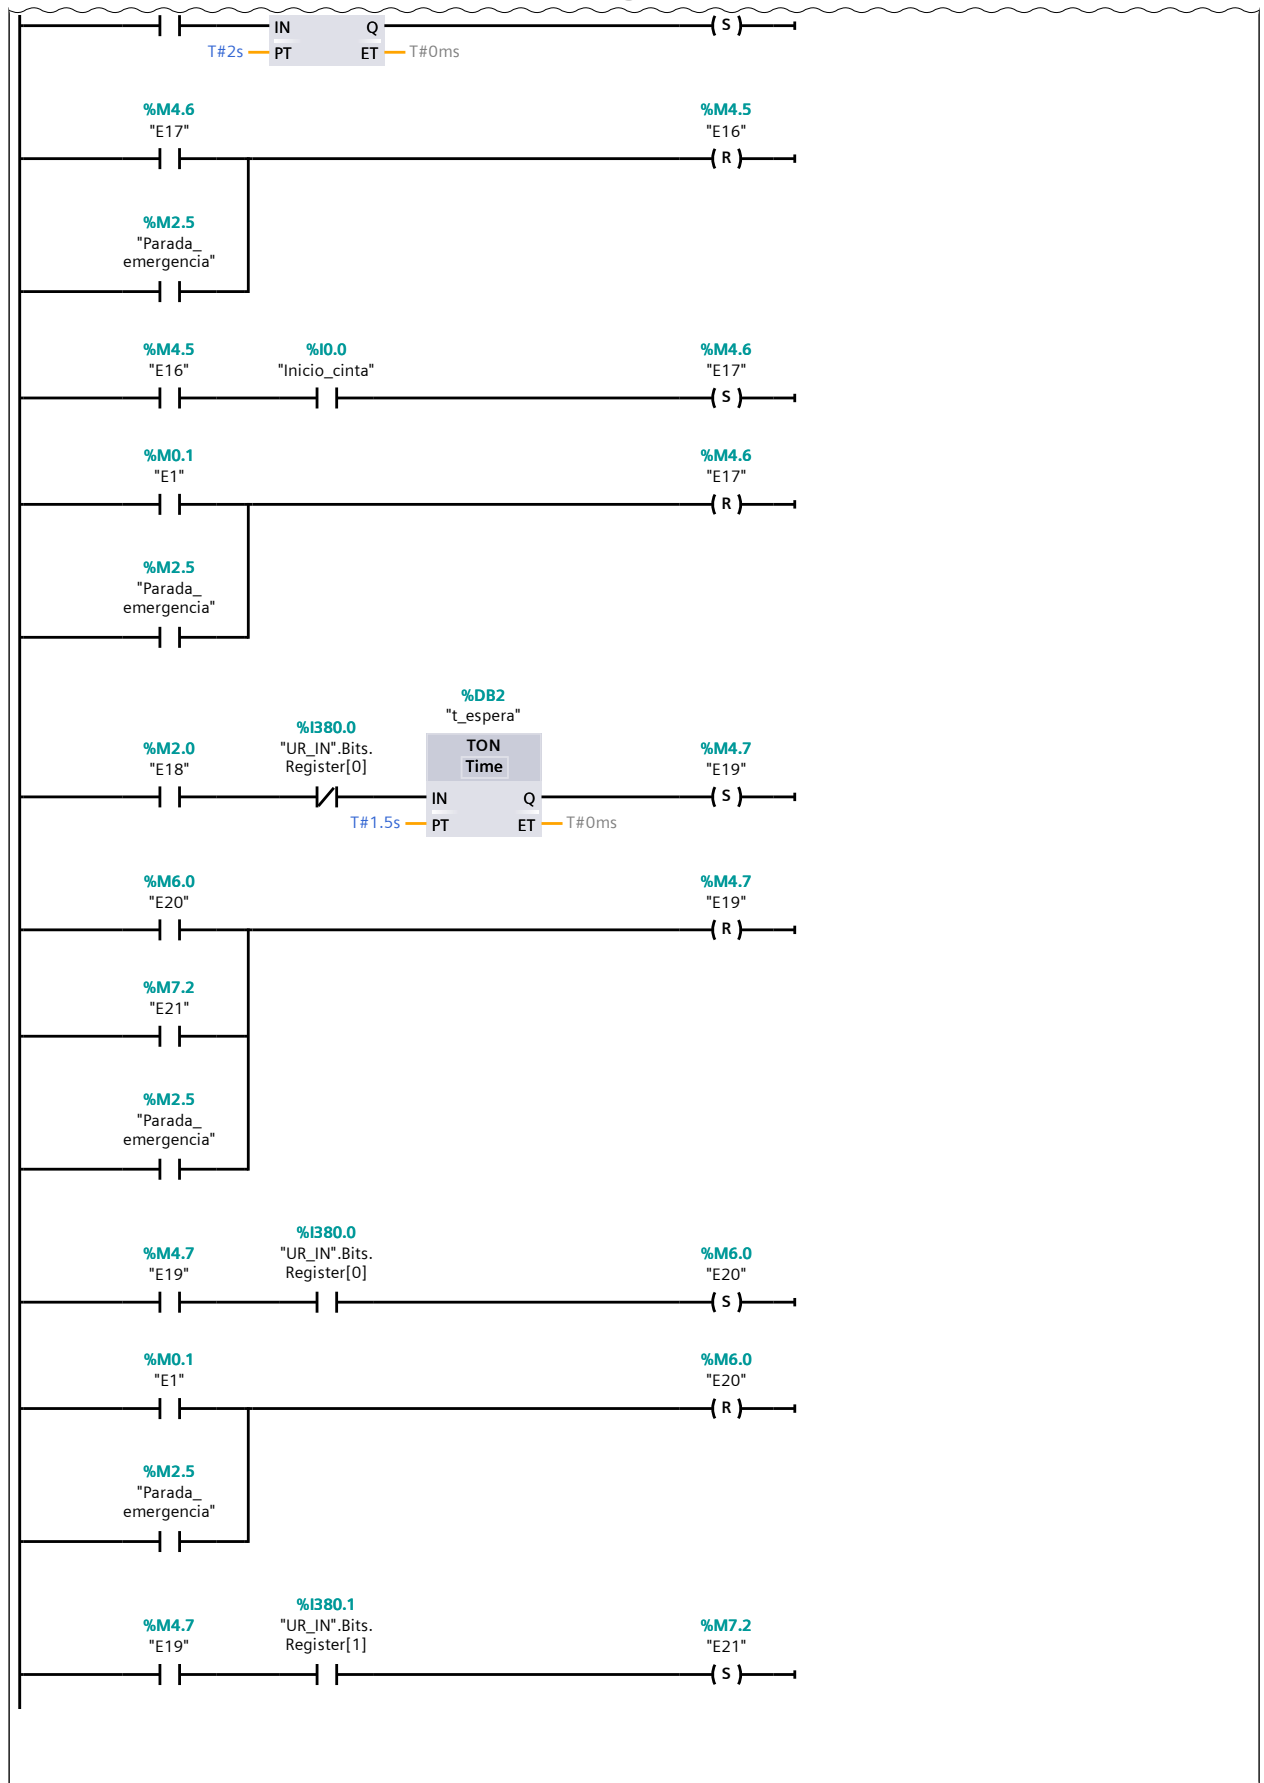 IN Q
( S )
T#2s PT ET T#0ms
%M4.6 %M4.5
"E17" "E16"
( R )
%M2.5
"Parada_
emergencia"
%M4.5 %I0.0 %M4.6
"E16" "Inicio_cinta" "E17"
( S )
%M0.1 %M4.6
"E1" "E17"
( R )
%M2.5
"Parada_
emergencia"
%DB2
"t_espera"
%I380.0
TON
%M2.0 "UR_IN".Bits. %M4.7
"E18" Register[0] Time "E19"
IN Q ( S )
T#1.5s PT ET T#0ms
%M6.0 %M4.7
"E20" "E19"
( R )
%M7.2
"E21"
%M2.5
"Parada_
emergencia"
%I380.0
%M4.7 "UR_IN".Bits. %M6.0
"E19" Register[0] "E20"
( S )
%M0.1 %M6.0
"E1" "E20"
( R )
%M2.5
"Parada_
emergencia"
%I380.1
%M4.7 "UR_IN".Bits. %M7.2
"E19" Register[1] "E21"
( S )